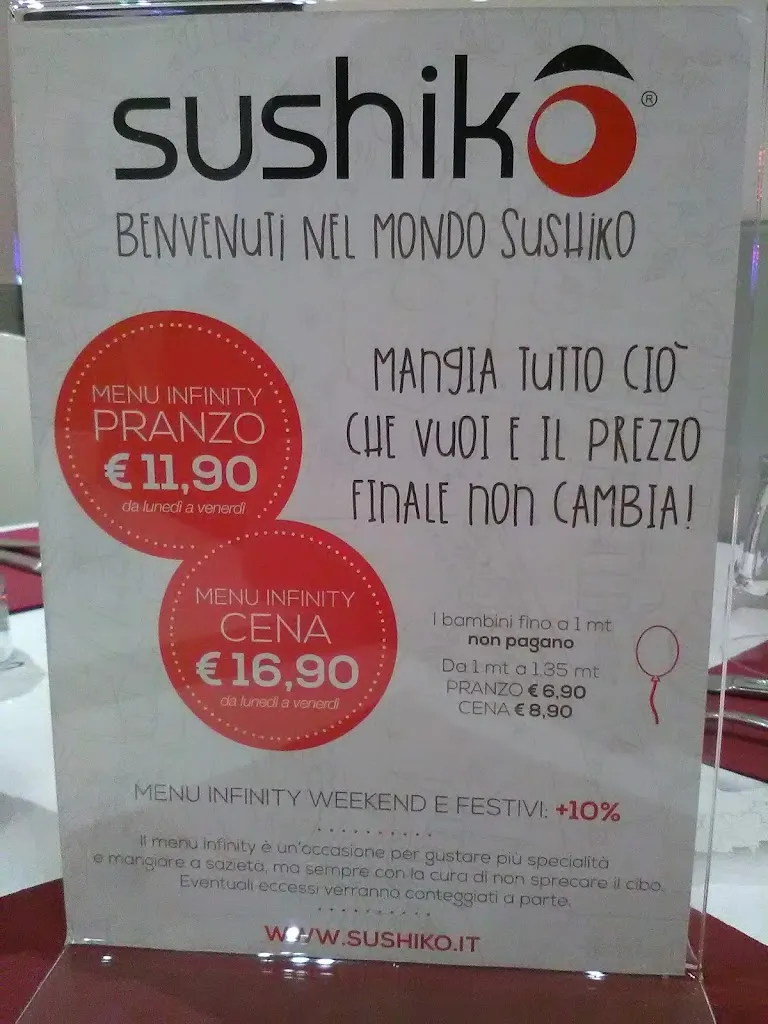 sushikō®
BENVENUTI NEL MONDO SUSHIKO
MENU INFINITY
PRANZO
€ 11,90
da lunedì a venerdì
MANGIA TUTTO CIÒ
CHE VUOI E IL PREZZO
FINALE NON CAMBIA!
MENU INFINITY
CENA
€ 16,90
da lunedì a venerdì
I bambini fino a 1 mt
non pagano
Da 1 mt a 1.35 mt
PRANZO € 6,90
CENA € 8,90
MENU INFINITY WEEKEND E FESTIVI: +10%
Il menu infinity è un'occasione per gustare più specialità
e mangiare a sazietà, ma sempre con la cura di non sprecare il cibo.
Eventuali eccessi verranno conteggiati a parte.
WWW.SUSHIKO.IT